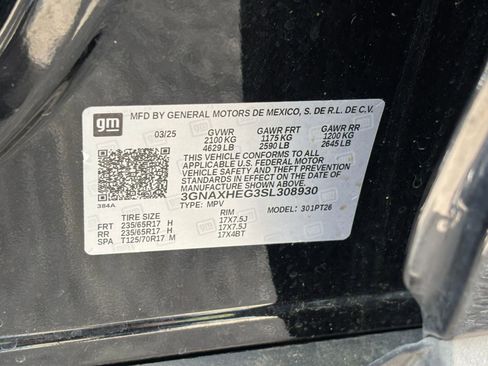 gm
MFD BY GENERAL MOTORS DE MEXICO, S. DE R.L. DE C.V.
03/25 GVWR GAWR FRT GAWR RR
2100 KG 1175 KG 1200 KG
4629 LB 2590 LB 2645 LB
THIS VEHICLE CONFORMS TO ALL
APPLICABLE U.S. FEDERAL MOTOR
VEHICLE SAFETY AND THEFT PREVENTION
STANDARDS IN EFFECT ON THE DATE OF
MANUFACTURE SHOWN ABOVE.
3GNAXHEG3SL308930
384A TYPE: MPV MODEL: 301PT26
TIRE SIZE RIM
FRT 235/65R17 H 17X7.5J
RR 235/65R17 H 17X7.5J
SPA T125/70R17 M 17X4BT